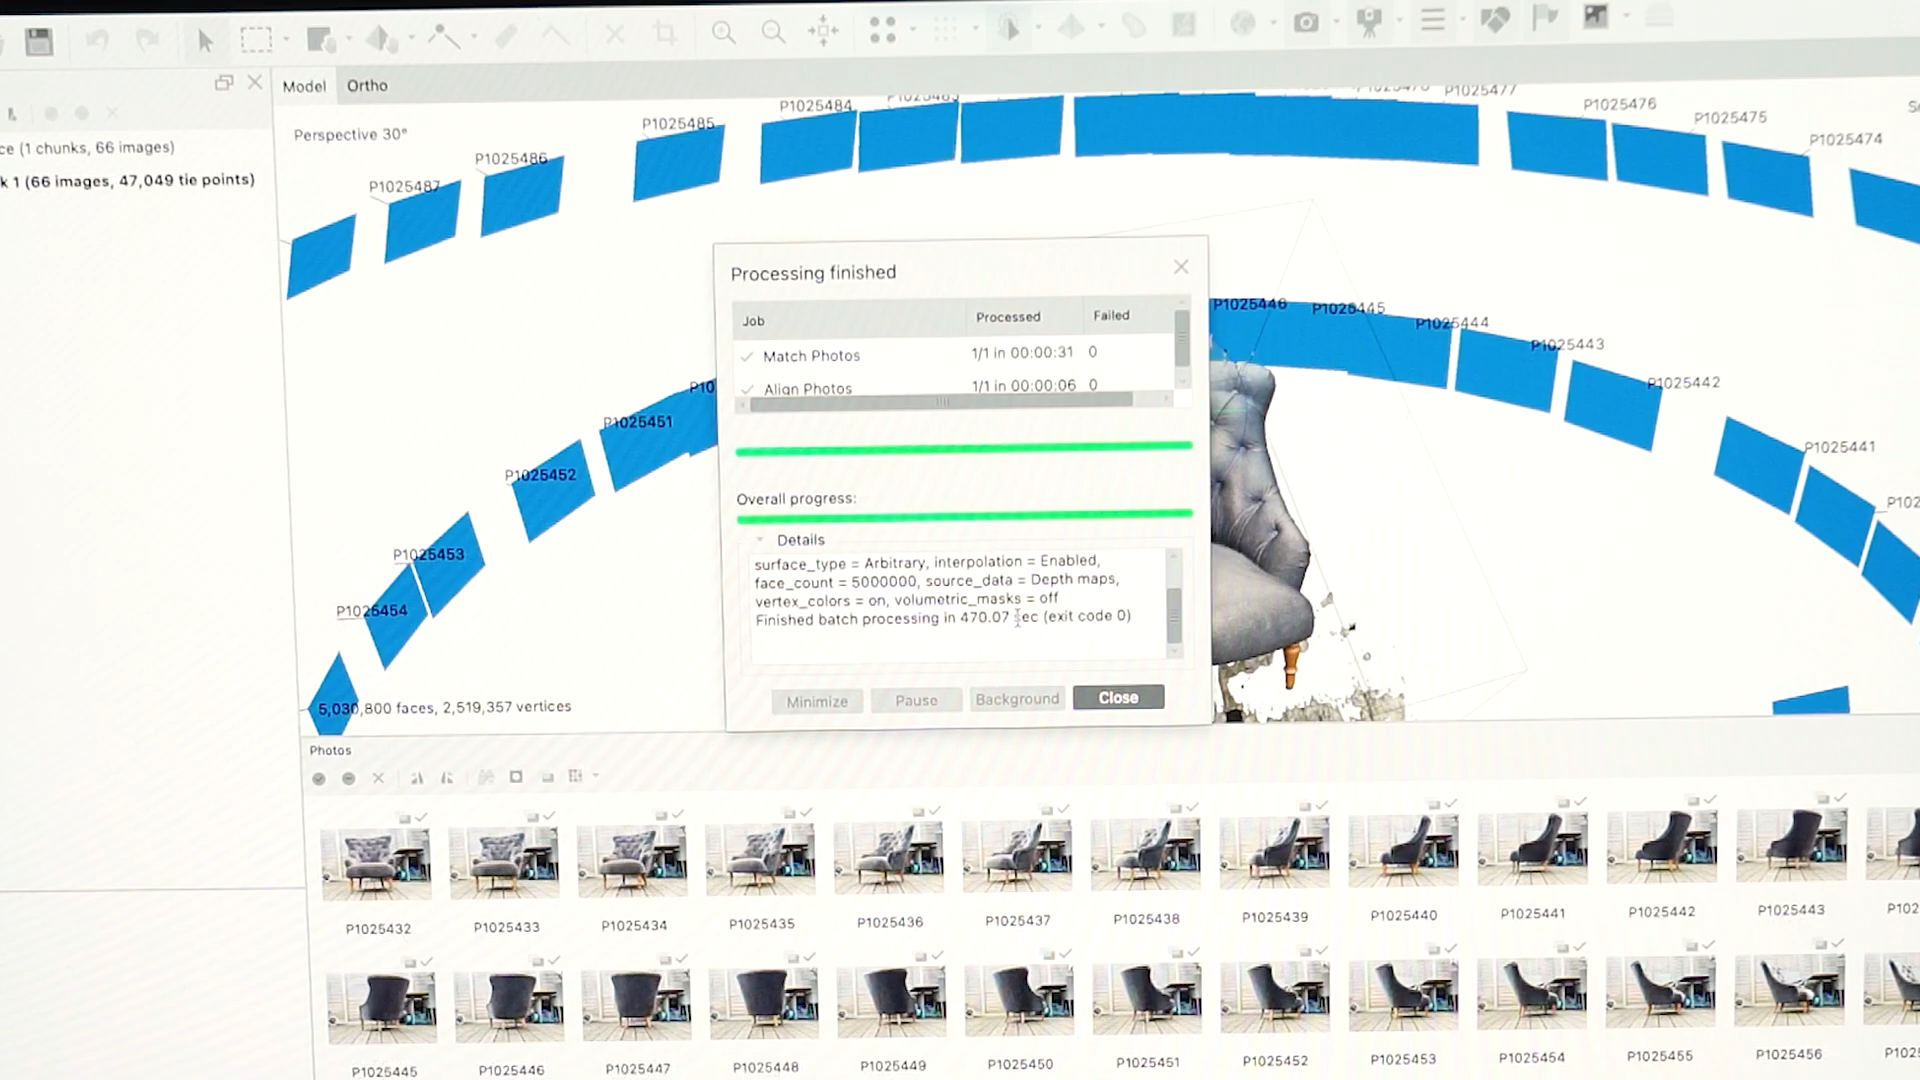 Model
Ortho
Perspective 30°
ce (1 chunks, 66 images)
k 1 (66 images, 47,049 tie points)
P1025487
P1025486
P1025485
P1025484
P1025483
P1025477
P1025476
P1025475
P1025474
P1025446
P1025445
P1025444
P1025443
P1025442
P1025441
P102
P10
P1025451
P1025452
P1025453
P1025454
5,030,800 faces, 2,519,357 vertices
Processing finished
Job Processed Failed
Match Photos 1/1 in 00:00:31 0
Align Photos 1/1 in 00:00:06 0
Overall progress:
Details
surface_type = Arbitrary, interpolation = Enabled,
face_count = 5000000, source_data = Depth maps,
vertex_colors = on, volumetric_masks = off
Finished batch processing in 470.07 sec (exit code 0)
Minimize Pause Background Close
Photos
P1025432 P1025433 P1025434 P1025435 P1025436 P1025437 P1025438 P1025439 P1025440 P1025441 P1025442 P1025443 P102
P1025445 P1025446 P1025447 P1025448 P1025449 P1025450 P1025451 P1025452 P1025453 P1025454 P1025455 P1025456 P102